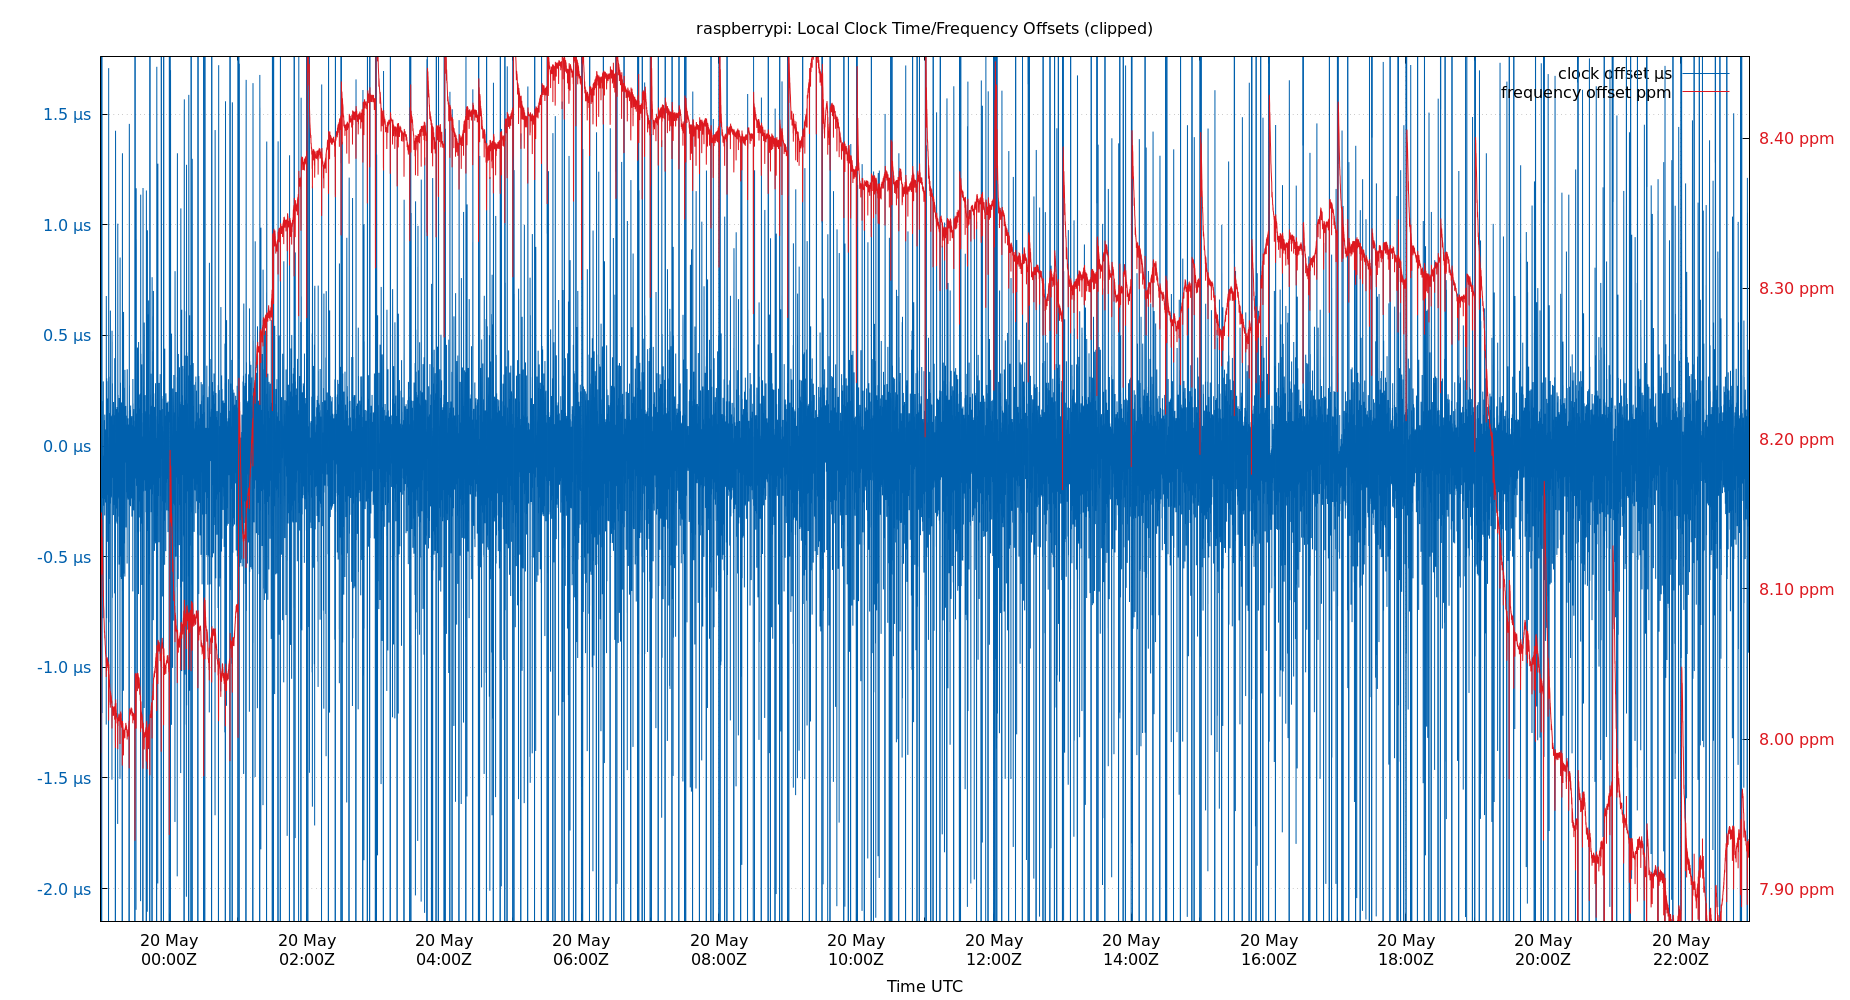 raspberrypi: Local Clock Time/Frequency Offsets (clipped)
clock offset µs
frequency offset ppm
1.5 µs
1.0 µs
0.5 µs
0.0 µs
-0.5 µs
-1.0 µs
-1.5 µs
-2.0 µs
8.40 ppm
8.30 ppm
8.20 ppm
8.10 ppm
8.00 ppm
7.90 ppm
20 May 20 May 20 May 20 May 20 May 20 May 20 May 20 May 20 May 20 May 20 May 20 May
00:00Z 02:00Z 04:00Z 06:00Z 08:00Z 10:00Z 12:00Z 14:00Z 16:00Z 18:00Z 20:00Z 22:00Z
Time UTC